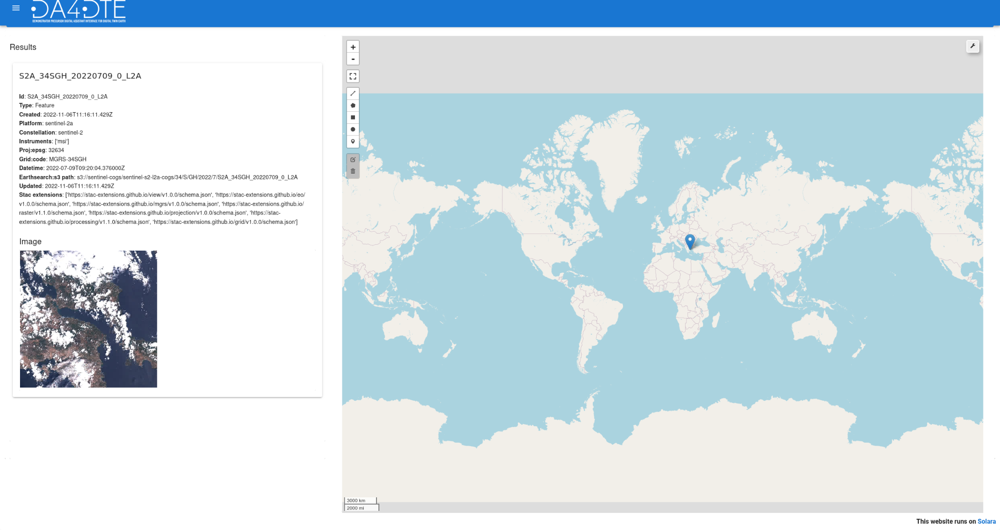 DA4DTE
DEMONSTRATOR PRECURSOR DIGITAL ASSISTANT INTERFACE FOR DIGITAL TWIN EARTH
Results
S2A_34SGH_20220709_0_L2A
Id: S2A_34SGH_20220709_0_L2A
Type: Feature
Created: 2022-11-06T11:16:11.429Z
Platform: sentinel-2a
Constellation: sentinel-2
Instruments: ['msi']
Proj:epsg: 32634
Grid:code: MGRS-34SGH
Datetime: 2022-07-09T09:20:04.376000Z
Earthsearch:s3 path: s3://sentinel-cogs/sentinel-s2-l2a-cogs/34/S/GH/2022/7/S2A_34SGH_20220709_0_L2A
Updated: 2022-11-06T11:16:11.429Z
Stac extensions: ['https://stac-extensions.github.io/view/v1.0.0/schema.json', 'https://stac-extensions.github.io/eo/
v1.0.0/schema.json', 'https://stac-extensions.github.io/mgrs/v1.0.0/schema.json', 'https://stac-extensions.github.io/
raster/v1.1.0/schema.json', 'https://stac-extensions.github.io/projection/v1.0.0/schema.json', 'https://stac-
extensions.github.io/processing/v1.1.0/schema.json', 'https://stac-extensions.github.io/grid/v1.0.0/schema.json']
Image
+
-
3000 km
2000 mi
This website runs on Solara